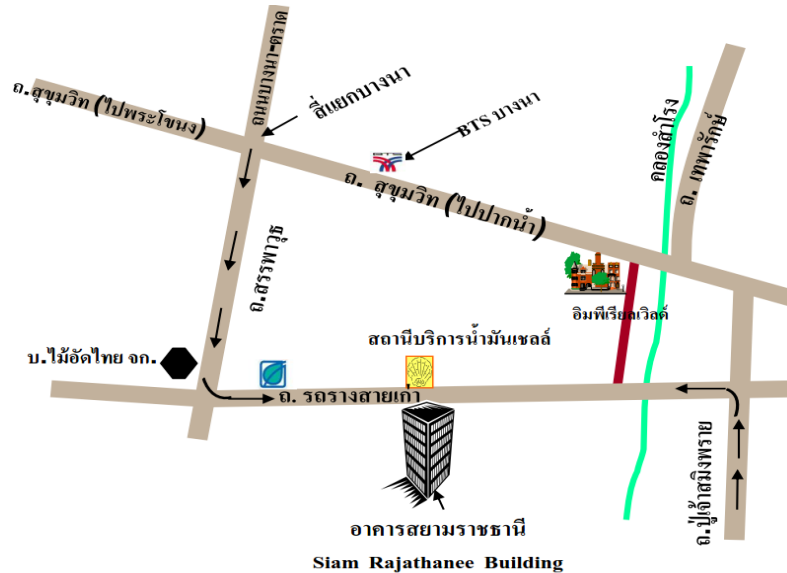 ถนนบางนา-ตราด
สี่แยกบางนา
ถ.สุขุมวิท (ไปพระโขนง)
BTS บางนา
BTS
ถ. สุขุมวิท (ไปปากน้ำ)
คลองสำโรง
ถ. เทพารักษ์
ถ.สรรพาวุธ
อิมพีเรียลเวิลด์
สถานีบริการน้ำมันเชลล์
บ.ไม้อัดไทย จก.
ถ. รถรางสายเก่า
ถ.ปู่เจ้าสมิงพราย
อาคารสยามราชธานี
Siam Rajathanee Building